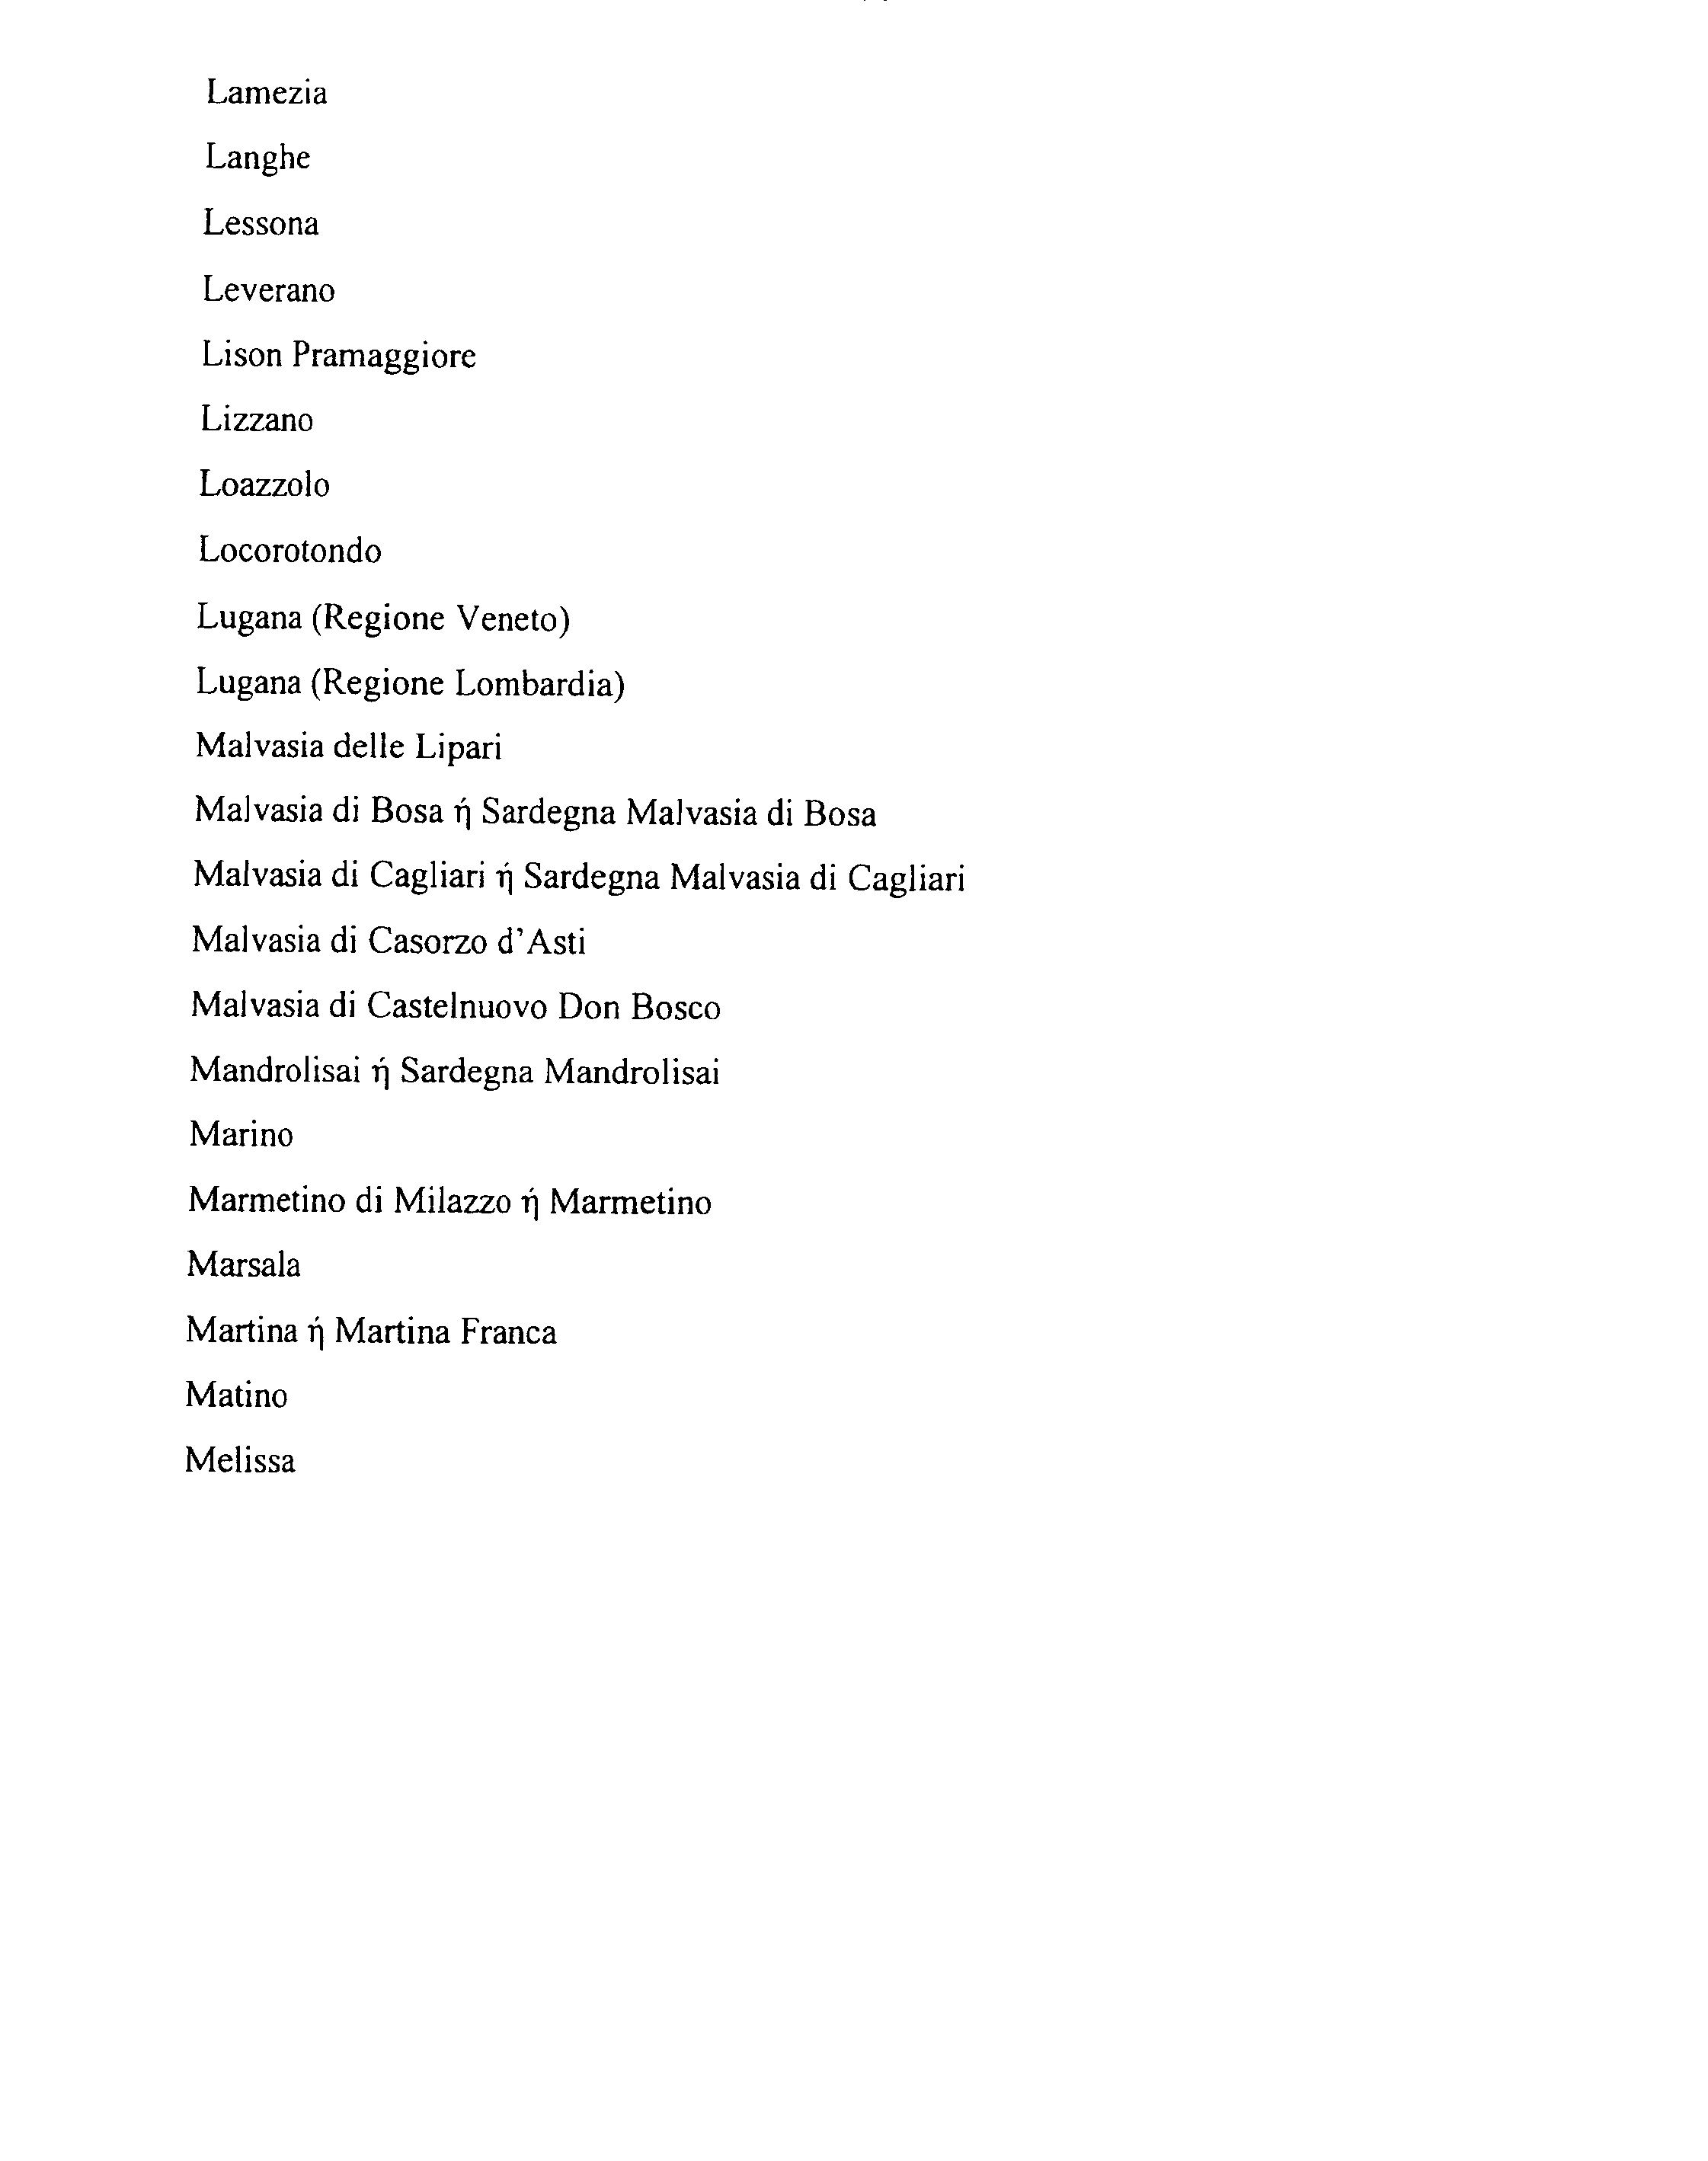 Lamezia
Langhe
Lessona
Leverano
Lison Pramaggiore
Lizzano
Loazzolo
Locorotondo
Lugana (Regione Veneto)
Lugana (Regione Lombardia)
Malvasia delle Lipari
Malvasia di Bosa ή Sardegna Malvasia di Bosa
Malvasia di Cagliari ή Sardegna Malvasia di Cagliari
Malvasia di Casorzo d'Asti
Malvasia di Castelnuovo Don Bosco
Mandrolisai ή Sardegna Mandrolisai
Marino
Marmetino di Milazzo ή Marmetino
Marsala
Martina ή Martina Franca
Matino
Melissa